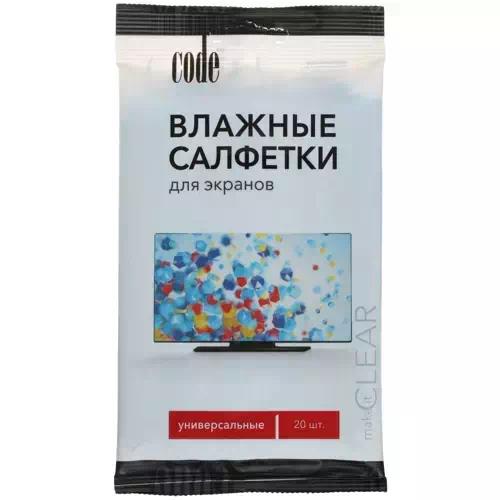 code
ВЛАЖНЫЕ
САЛФЕТКИ
для экранов
make it CLEAR
универсальные
20 шт.